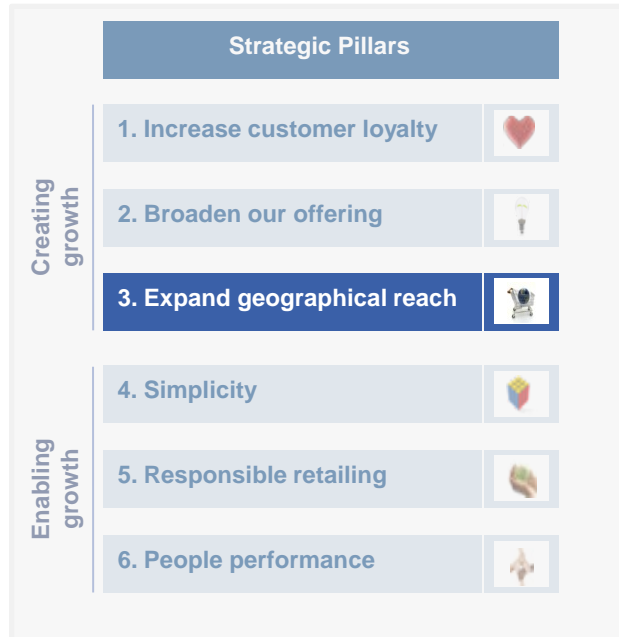 Strategic Pillars
Creating
growth
1. Increase customer loyalty
2. Broaden our offering
3. Expand geographical reach
Enabling
growth
4. Simplicity
5. Responsible retailing
6. People performance